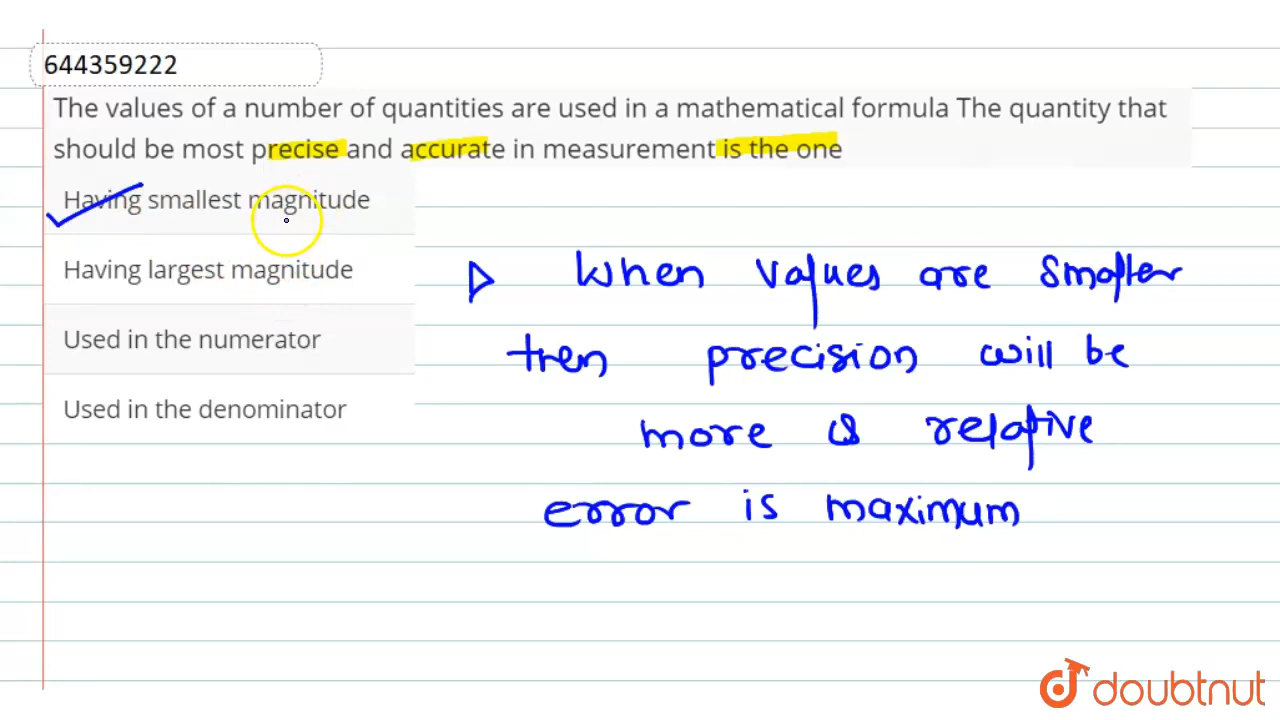 644359222
The values of a number of quantities are used in a mathematical formula The quantity that
should be most precise and accurate in measurement is the one
Having smallest magnitude
Having largest magnitude
Used in the numerator
Used in the denominator
When values are smaller
then precision will be
more & relative
error is maximum
doubtnut